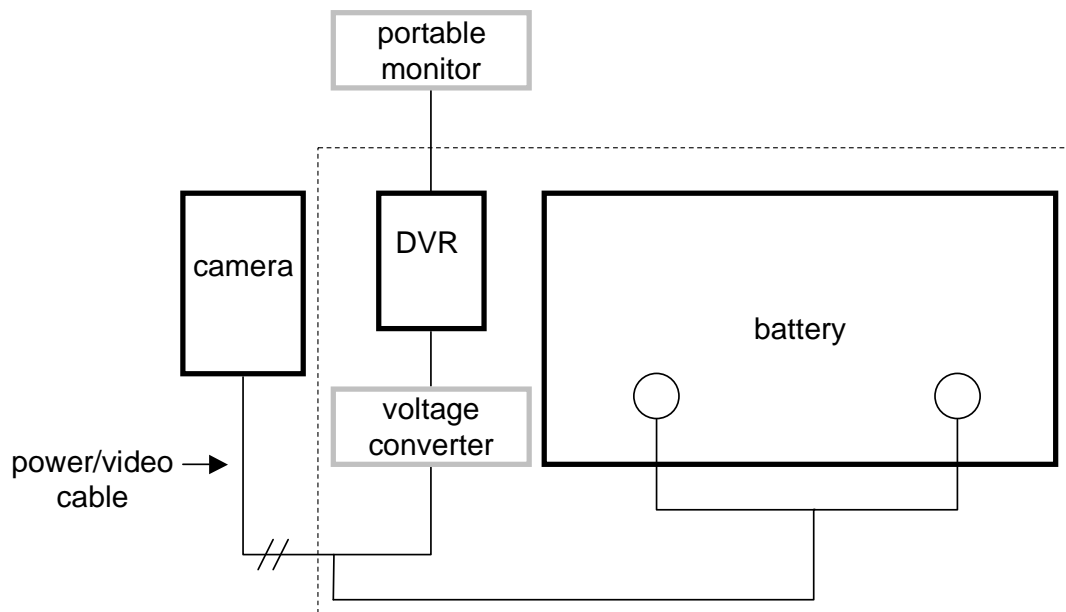 portable
monitor
camera
DVR
battery
voltage
converter
power/video
cable